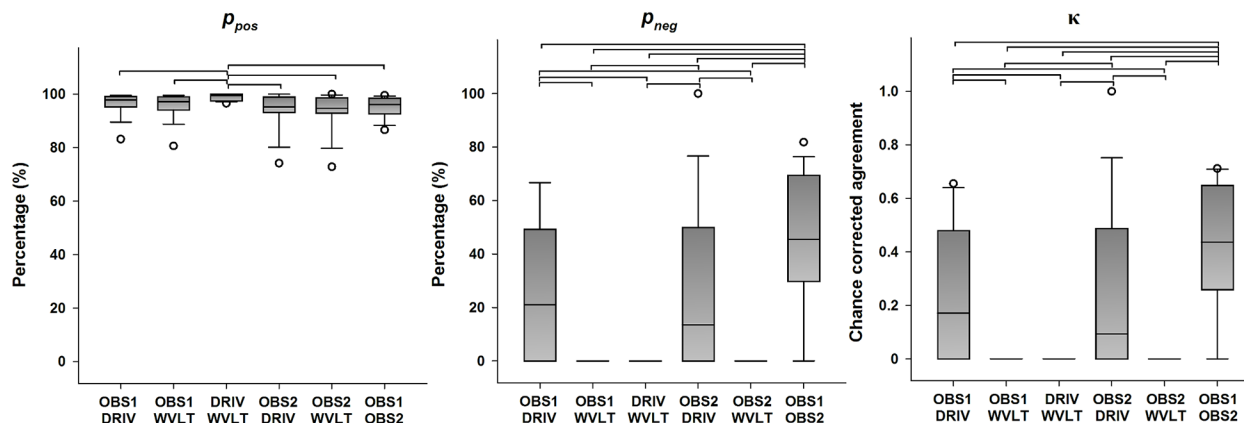 p_pos
Percentage (%)
100
80
60
40
20
0
OBS1 OBS1 DRIV OBS2 OBS2 OBS1
DRIV WVLT WVLT DRIV WVLT OBS2
p_neg
Percentage (%)
100
80
60
40
20
0
OBS1 OBS1 DRIV OBS2 OBS2 OBS1
DRIV WVLT WVLT DRIV WVLT OBS2
κ
Chance corrected agreement
1.0
0.8
0.6
0.4
0.2
0
OBS1 OBS1 DRIV OBS2 OBS2 OBS1
DRIV WVLT WVLT DRIV WVLT OBS2